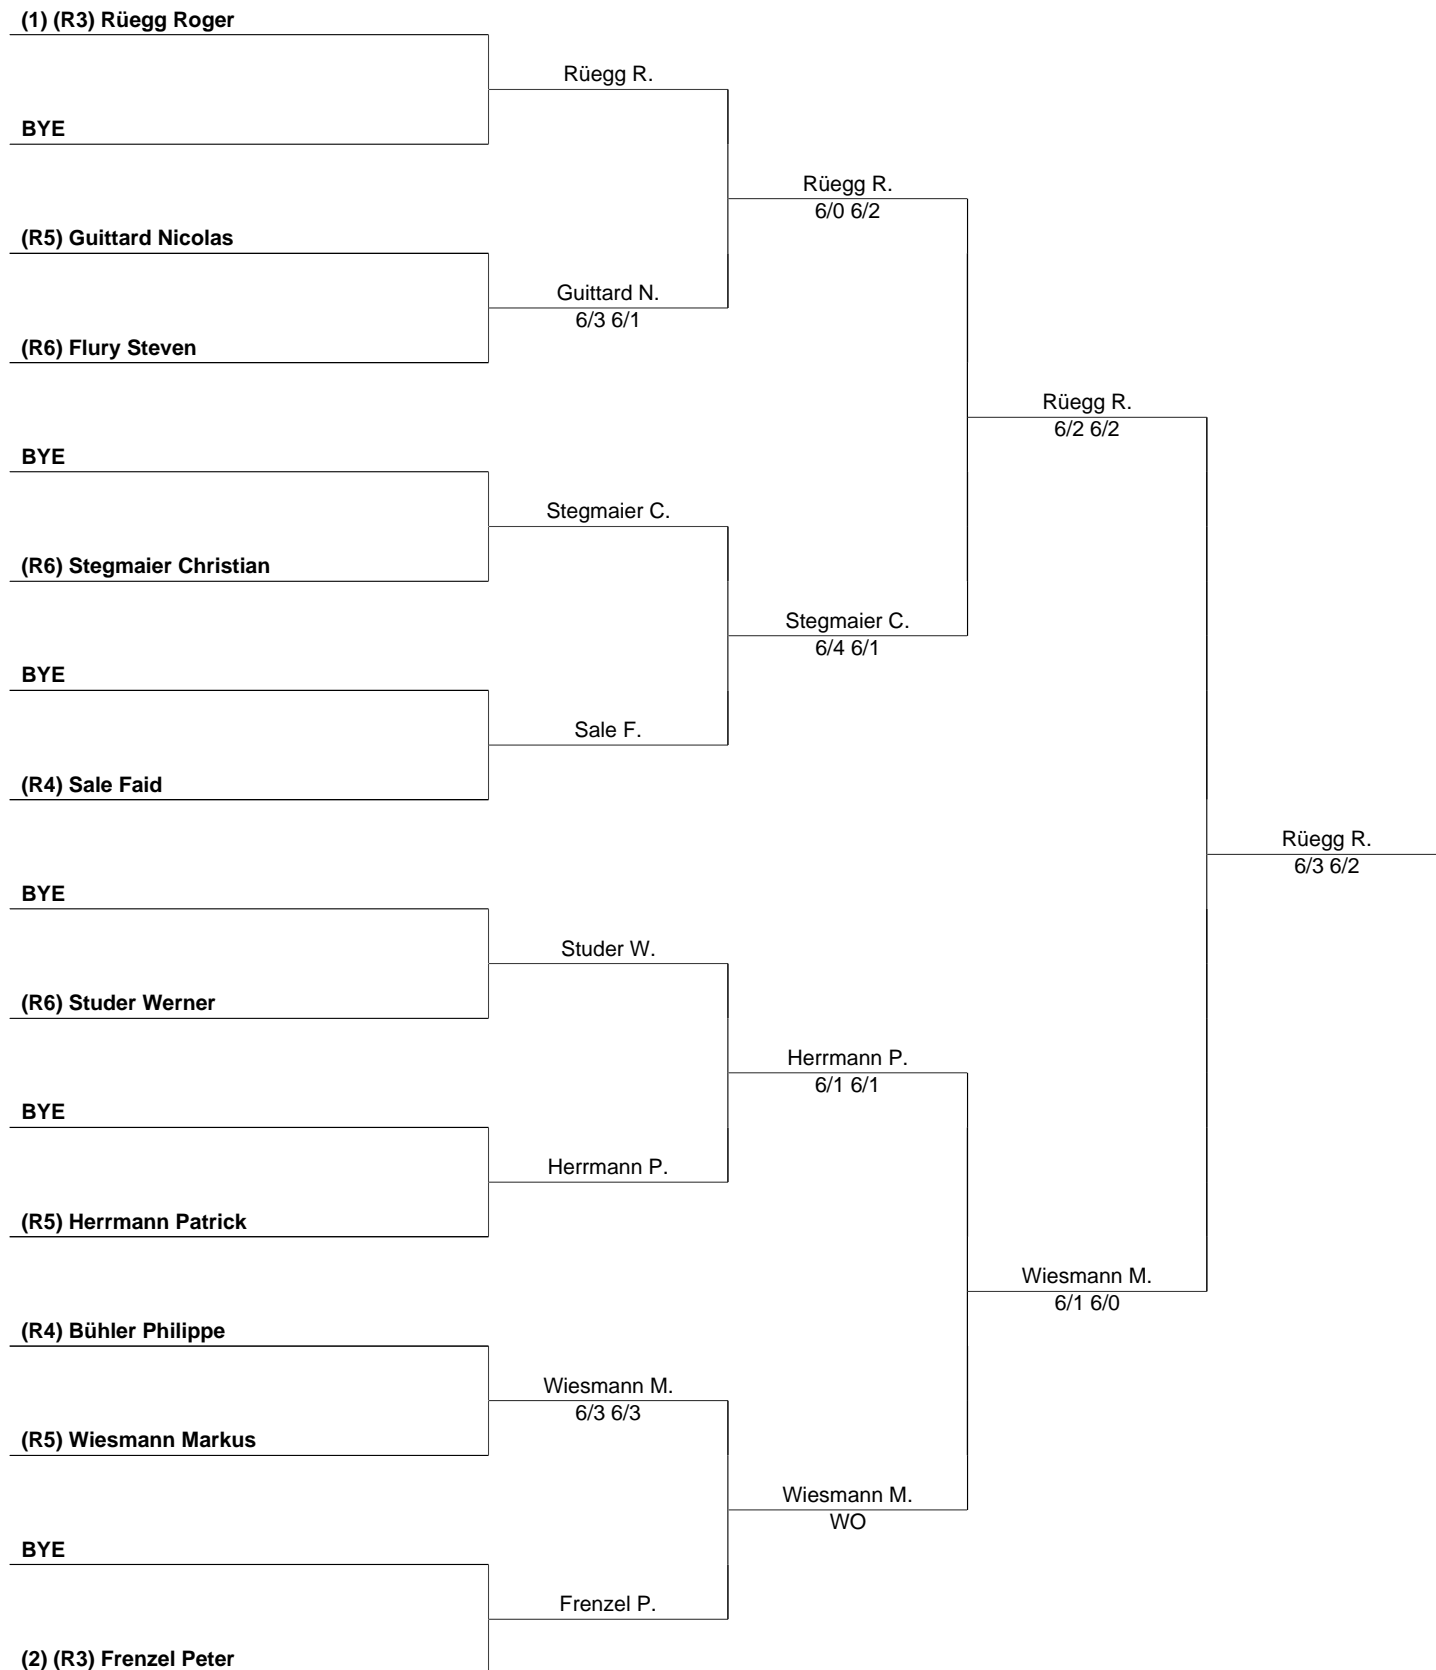 (1) (R3) Rüegg Roger
Rüegg R.
BYE
Rüegg R.
6/0 6/2
(R5) Guittard Nicolas
Guittard N.
6/3 6/1
(R6) Flury Steven
Rüegg R.
6/2 6/2
BYE
Stegmaier C.
(R6) Stegmaier Christian
Stegmaier C.
6/4 6/1
BYE
Sale F.
(R4) Sale Faid
Rüegg R.
6/3 6/2
BYE
Studer W.
(R6) Studer Werner
Herrmann P.
6/1 6/1
BYE
Herrmann P.
(R5) Herrmann Patrick
Wiesmann M.
6/1 6/0
(R4) Bühler Philippe
Wiesmann M.
6/3 6/3
(R5) Wiesmann Markus
Wiesmann M.
WO
BYE
Frenzel P.
(2) (R3) Frenzel Peter